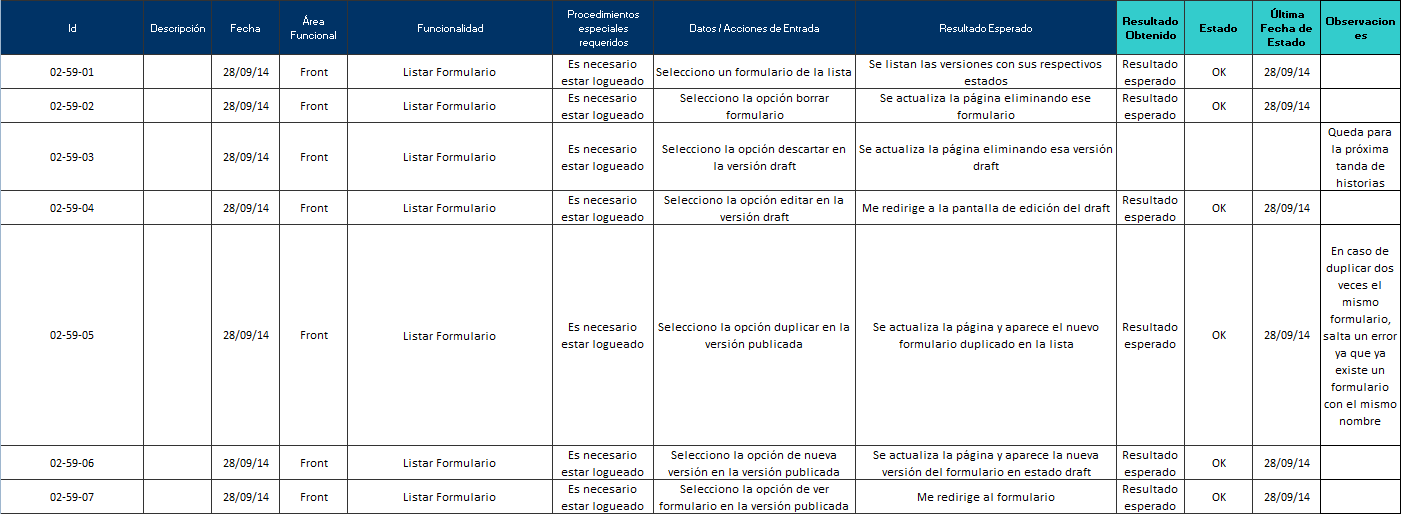 Id
Descripción
Fecha
Área
Funcional
Funcionalidad
Procedimientos
especiales
requeridos
Datos / Acciones de Entrada
Resultado Esperado
Resultado
Obtenido
Estado
Última
Fecha de
Estado
Observacion
es
02-59-01
28/09/14
Front
Listar Formulario
Es necesario
estar logueado
Selecciono un formulario de la lista
Se listan las versiones con sus respectivos
estados
Resultado
esperado
OK
28/09/14
02-59-02
28/09/14
Front
Listar Formulario
Es necesario
estar logueado
Selecciono la opción borrar
formulario
Se actualiza la página eliminando ese
formulario
Resultado
esperado
OK
28/09/14
02-59-03
28/09/14
Front
Listar Formulario
Es necesario
estar logueado
Selecciono la opción descartar en
la versión draft
Se actualiza la página eliminando esa versión
draft
Queda para
la próxima
tanda de
historias
02-59-04
28/09/14
Front
Listar Formulario
Es necesario
estar logueado
Selecciono la opción editar en la
versión draft
Me redirige a la pantalla de edición del draft
Resultado
esperado
OK
28/09/14
02-59-05
28/09/14
Front
Listar Formulario
Es necesario
estar logueado
Selecciono la opción duplicar en la
versión publicada
Se actualiza la página y aparece el nuevo
formulario duplicado en la lista
Resultado
esperado
OK
28/09/14
En caso de
duplicar dos
veces el
mismo
formulario,
salta un error
ya que ya
existe un
formulario
con el mismo
nombre
02-59-06
28/09/14
Front
Listar Formulario
Es necesario
estar logueado
Selecciono la opción de nueva
versión en la versión publicada
Se actualiza la página y aparece la nueva
versión del formulario en estado draft
Resultado
esperado
OK
28/09/14
02-59-07
28/09/14
Front
Listar Formulario
Es necesario
estar logueado
Selecciono la opción de ver
formulario en la versión publicada
Me redirige al formulario
Resultado
esperado
OK
28/09/14